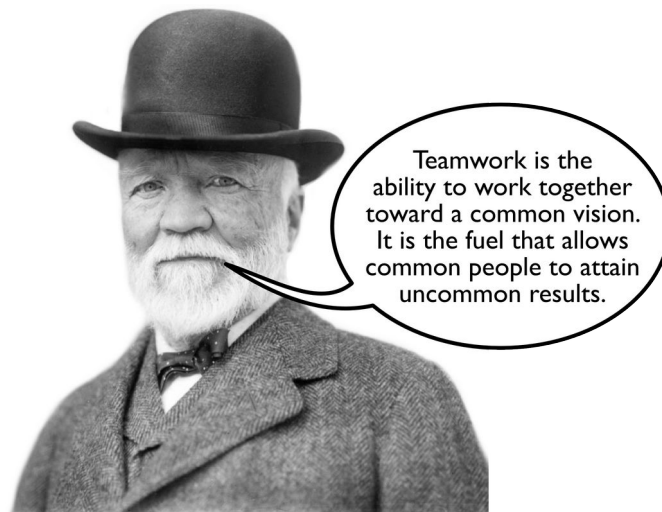 Teamwork is the
ability to work together
toward a common vision.
It is the fuel that allows
common people to attain
uncommon results.